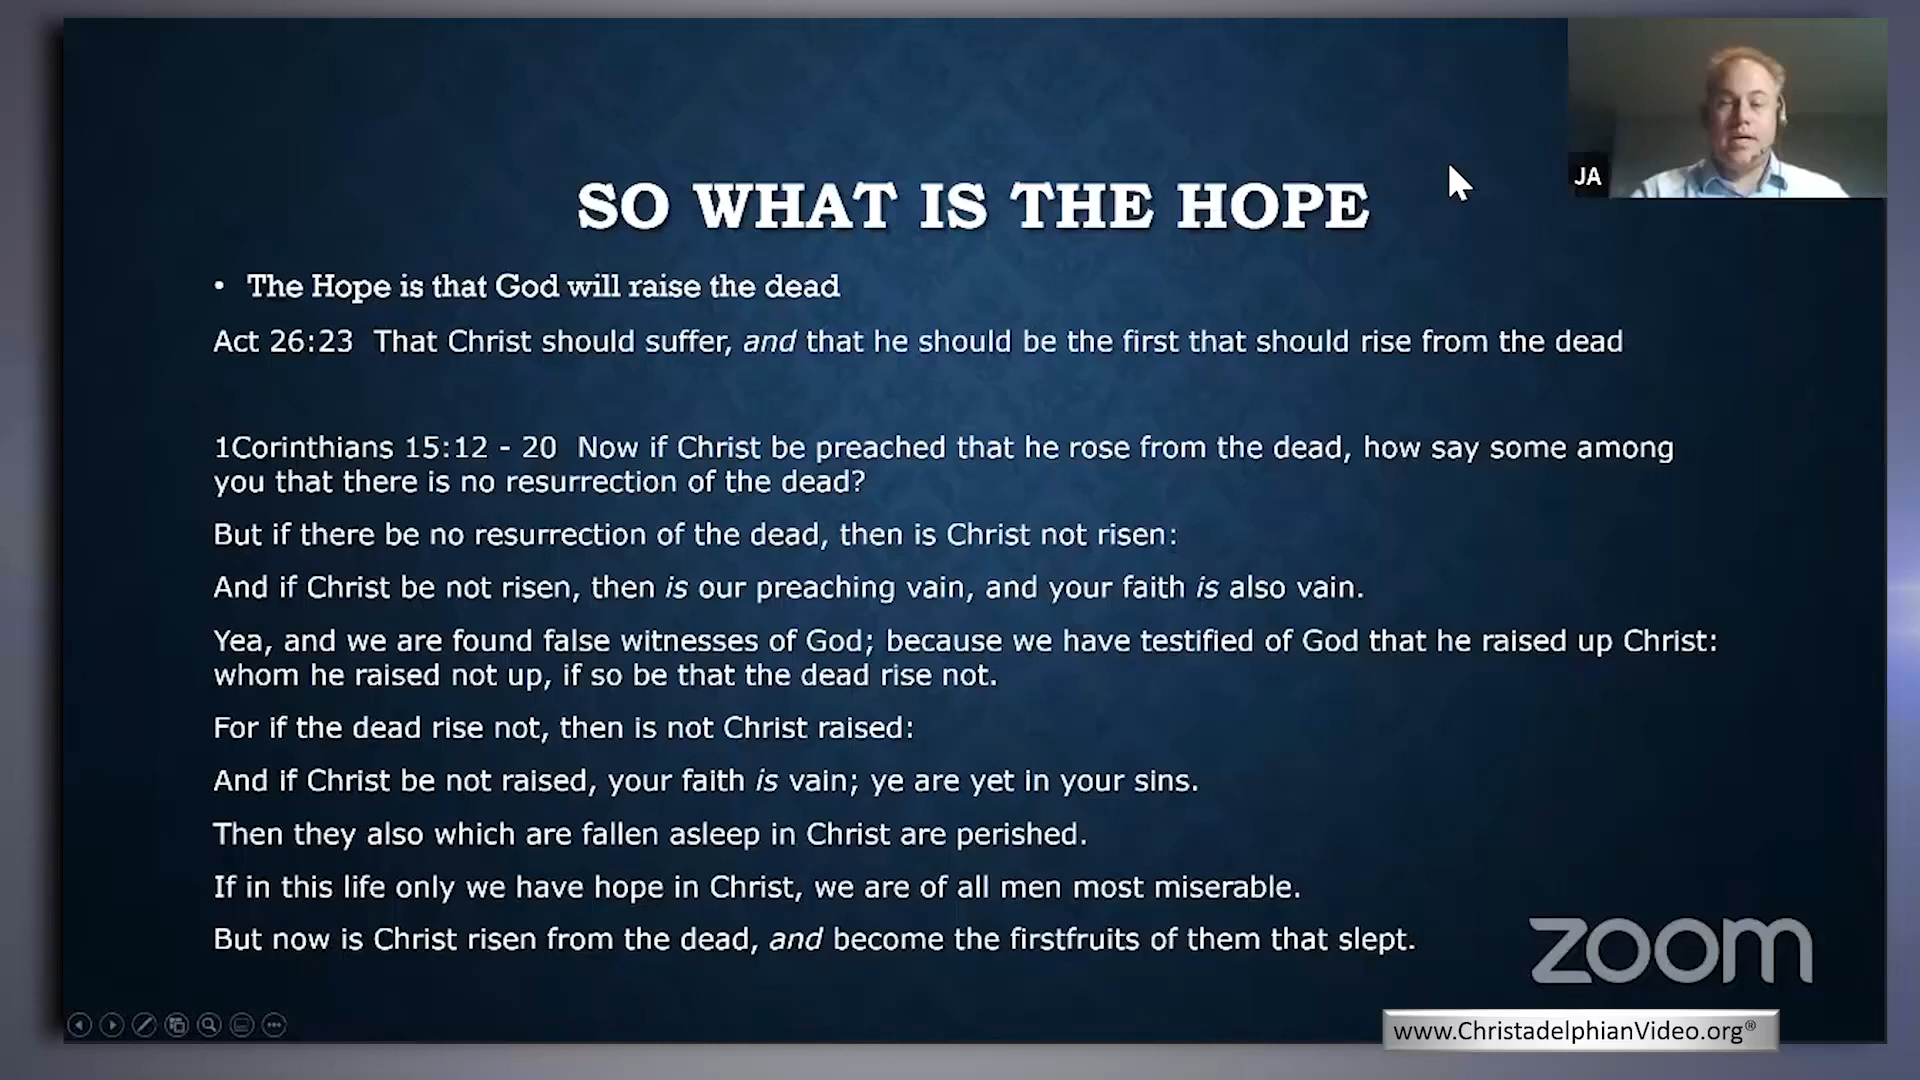 JA
SO WHAT IS THE HOPE
• The Hope is that God will raise the dead
Act 26:23  That Christ should suffer, and that he should be the first that should rise from the dead
1Corinthians 15:12 - 20  Now if Christ be preached that he rose from the dead, how say some among
you that there is no resurrection of the dead?
But if there be no resurrection of the dead, then is Christ not risen:
And if Christ be not risen, then is our preaching vain, and your faith is also vain.
Yea, and we are found false witnesses of God; because we have testified of God that he raised up Christ:
whom he raised not up, if so be that the dead rise not.
For if the dead rise not, then is not Christ raised:
And if Christ be not raised, your faith is vain; ye are yet in your sins.
Then they also which are fallen asleep in Christ are perished.
If in this life only we have hope in Christ, we are of all men most miserable.
But now is Christ risen from the dead, and become the firstfruits of them that slept.
zoom
www.ChristadelphianVideo.org®